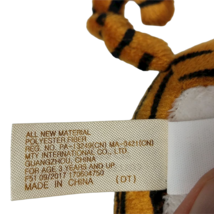 ALL NEW MATERIAL
POLYESTER FIBER
REG. NO. PA-13249(CN) MA-3421(CN)
MTY INTERNATIONAL CO., LTD.
GUANGZHOU, CHINA
FOR AGE 3 YEARS AND UP
F51 09/2017 170604750
MADE IN CHINA (DT)